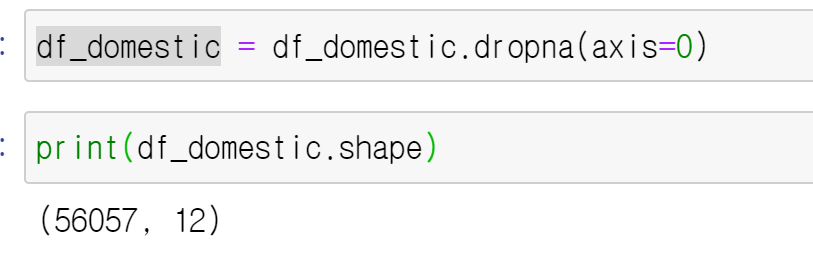 : df_domestic = df_domestic.dropna(axis=0)
: print(df_domestic.shape)
(56057, 12)